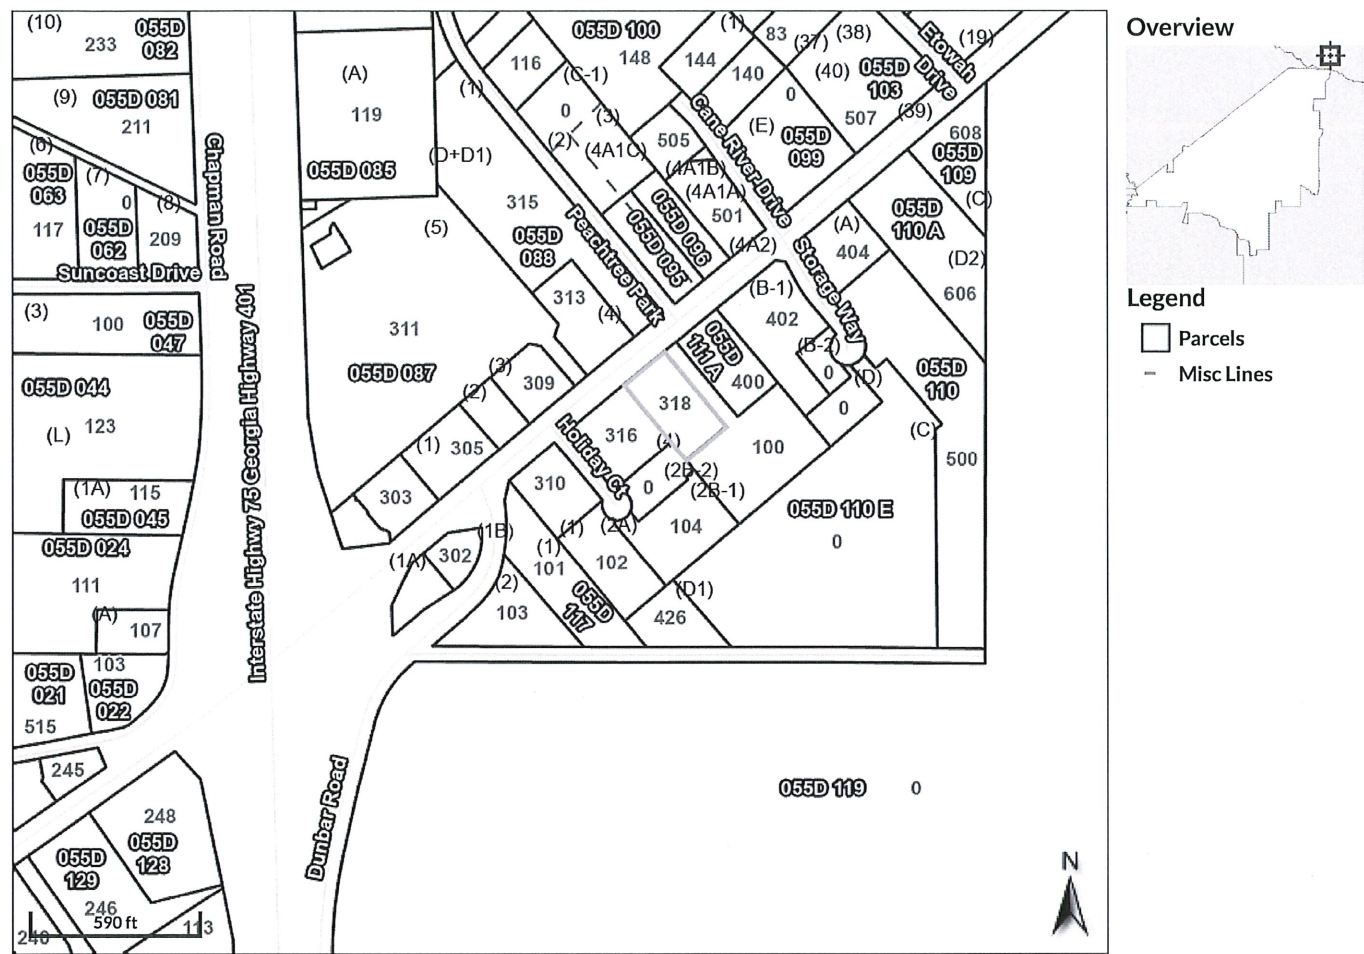 (10)
233
055D
082
(9)
055D 081
211
(6)
055D
063
(7)
0
(8)
117
055D
062
209
Suncoast Drive
Chapman Road
(3)
100
055D
047
055D 044
(L)
123
(1A)
115
055D 045
055D 024
111
(A)
107
055D
021
103
055D
022
515
245
248
055D
128
055D
129
246
590 ft
113
Interstate Highwy 75 Georgia Highway 401
Dunbar Road
(A)
119
055D 085
(1)
(D+D1)
315
(5)
055D
088
313
(4)
311
055D 087
(3)
309
(2)
(1)
305
303
Peachtree Park
116
055D 100
148
(C-1)
0
(3)
(2)
(4A1C)
505
(4A1B)
(4A1A)
501
055D 096
055D 095
(4A2)
(1)
144
140
Cane River Drive
83
(37)
(38)
(40)
0
055D
103
(E)
055D
099
507
(39)
Etowah
Drive
(19)
608
055D
109
(C)
(A)
404
055D
110 A
(D2)
606
Storage Way
(B-1)
402
(B-2)
0
(D)
0
055D
110
(C)
500
055D
111 A
400
318
316
(4)
100
(2B-2)
(2B-1)
0
(2A)
104
Holiday Ct
310
(1)
(1B)
(1A)
302
(1)
101
102
(2)
103
055D
117
(D1)
426
055D 110 E
0
055D 119
0
N
Overview
Legend
Parcels
Misc Lines